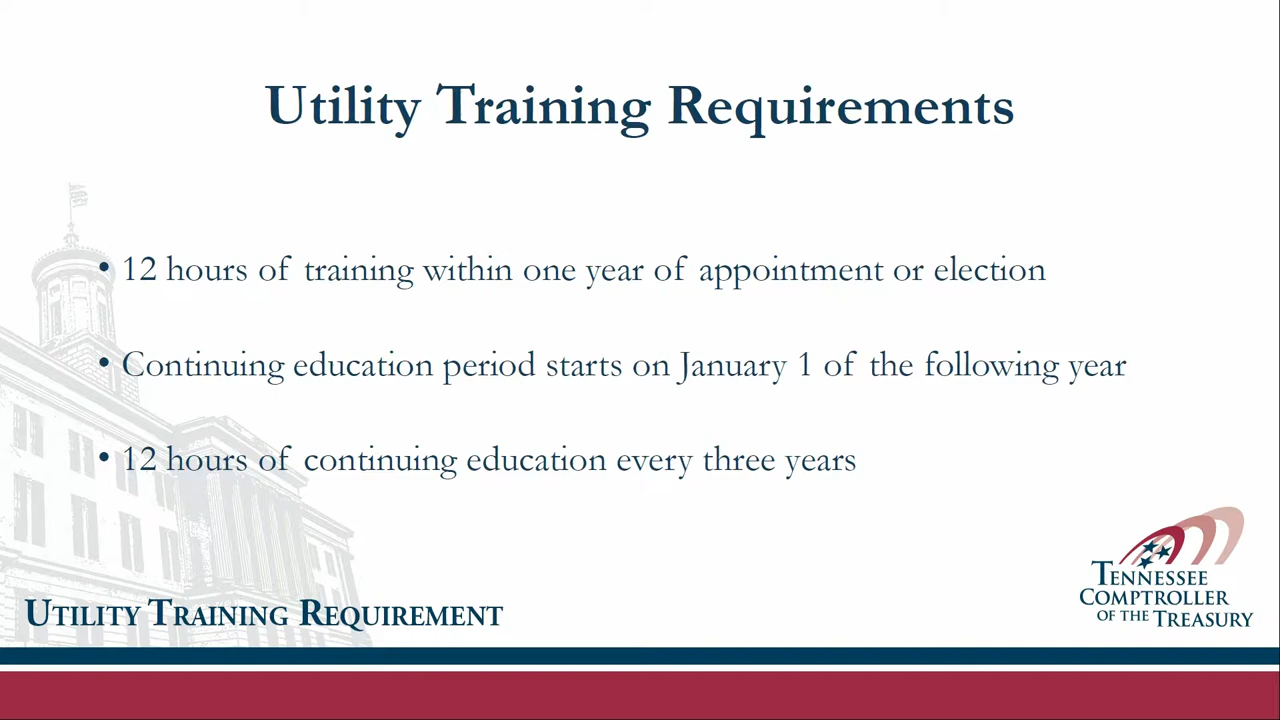 Utility Training Requirements
• 12 hours of training within one year of appointment or election
• Continuing education period starts on January 1 of the following year
• 12 hours of continuing education every three years
UTILITY TRAINING REQUIREMENT
TENNESSEE
COMPTROLLER
OF THE TREASURY